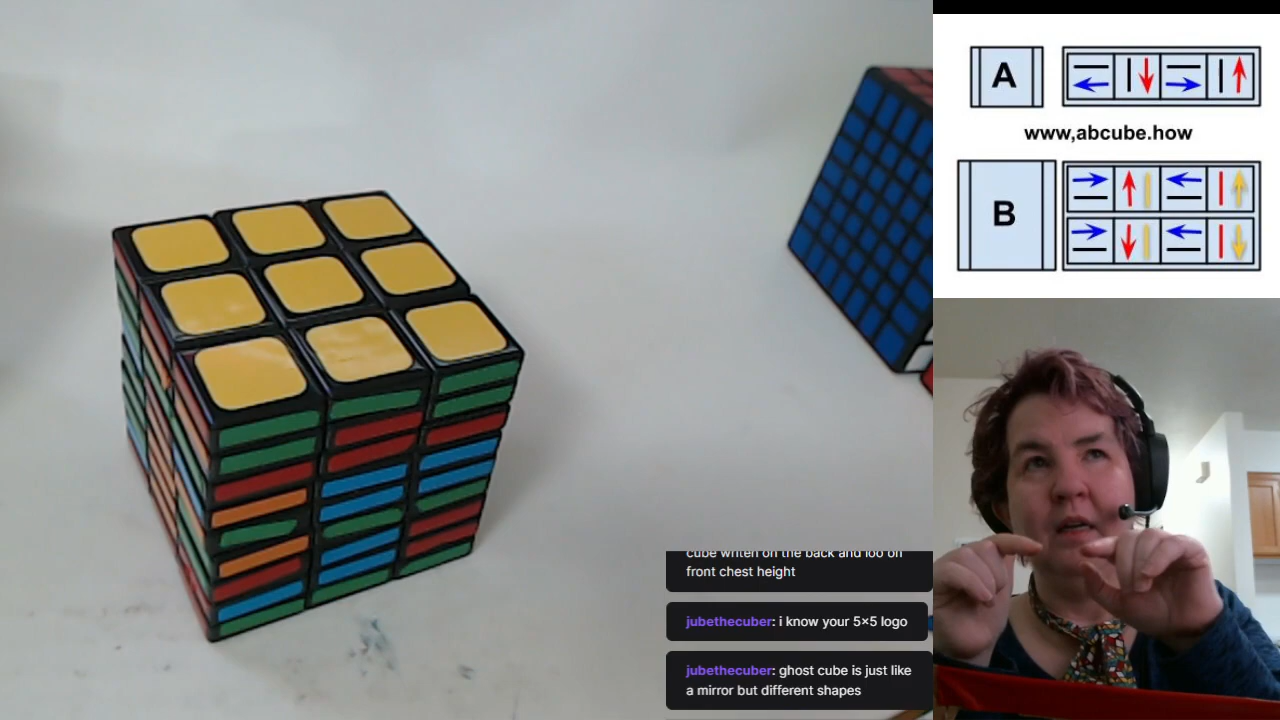 A
www,abcube.how
B
cube writen on the back and loo on
front chest height
jubethecuber: i know your 5×5 logo
jubethecuber: ghost cube is just like
a mirror but different shapes